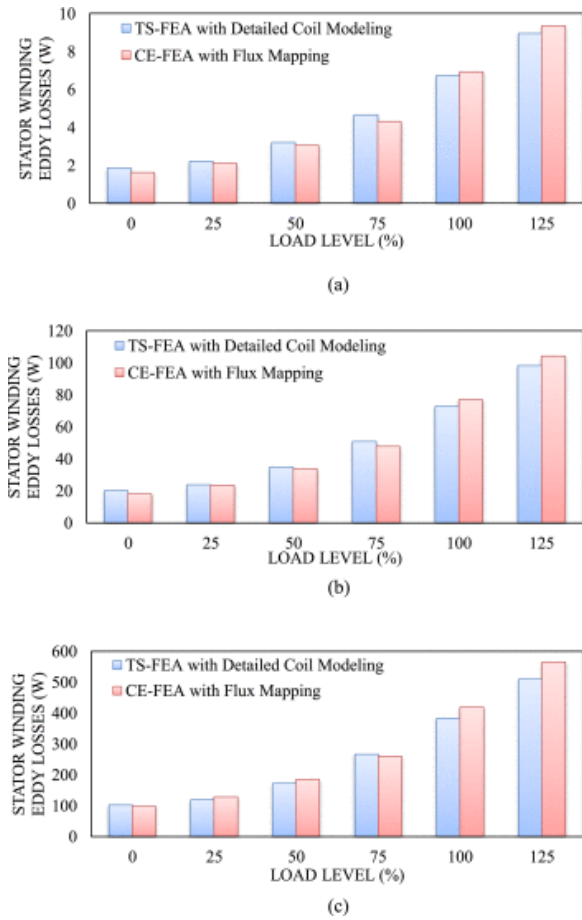 10
8
6
4
2
0
STATOR WINDING
EDDY LOSSES (W)
TS-FEA with Detailed Coil Modeling
CE-FEA with Flux Mapping
0 25 50 75 100 125
LOAD LEVEL (%)
(a)
120
100
80
60
40
20
0
STATOR WINDING
EDDY LOSSES (W)
TS-FEA with Detailed Coil Modeling
CE-FEA with Flux Mapping
0 25 50 75 100 125
LOAD LEVEL (%)
(b)
600
500
400
300
200
100
0
STATOR WINDING
EDDY LOSSES (W)
TS-FEA with Detailed Coil Modeling
CE-FEA with Flux Mapping
0 25 50 75 100 125
LOAD LEVEL (%)
(c)